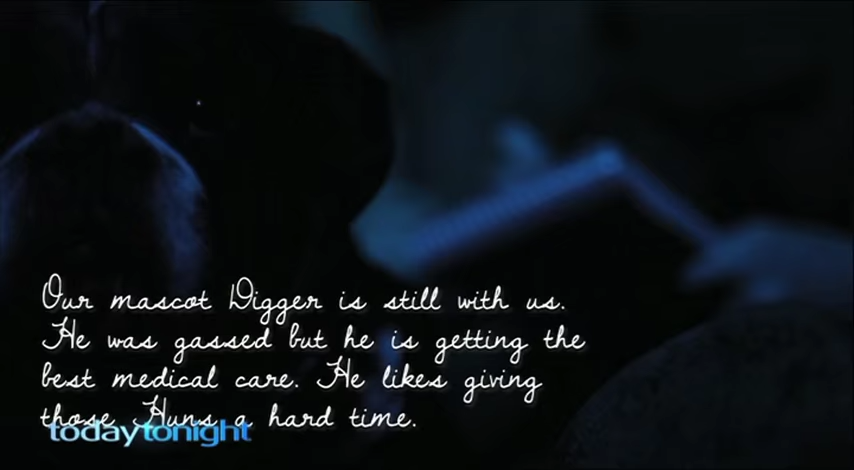 Our mascot Digger is still with us.
He was gassed but he is getting the
best medical care. He likes giving
those Huns a hard time.
todaytonight